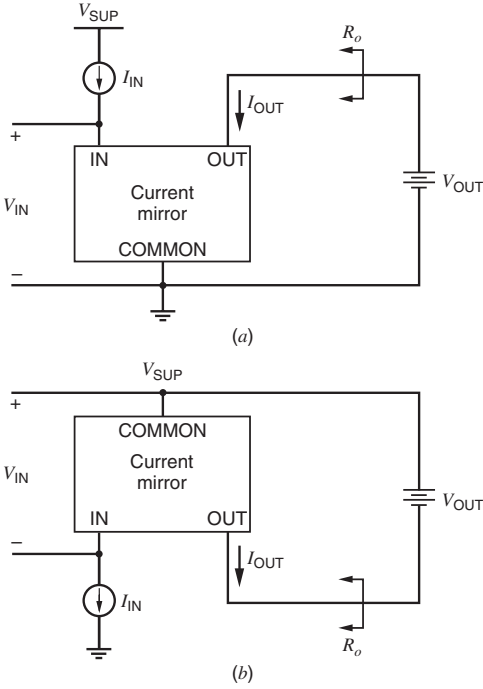 V_SUP
R_o
I_IN
I_OUT
+
IN OUT
V_IN
Current
mirror
V_OUT
COMMON
−
(a)
V_SUP
+
COMMON
V_IN
Current
mirror
V_OUT
IN OUT
−
I_OUT
I_IN
R_o
(b)